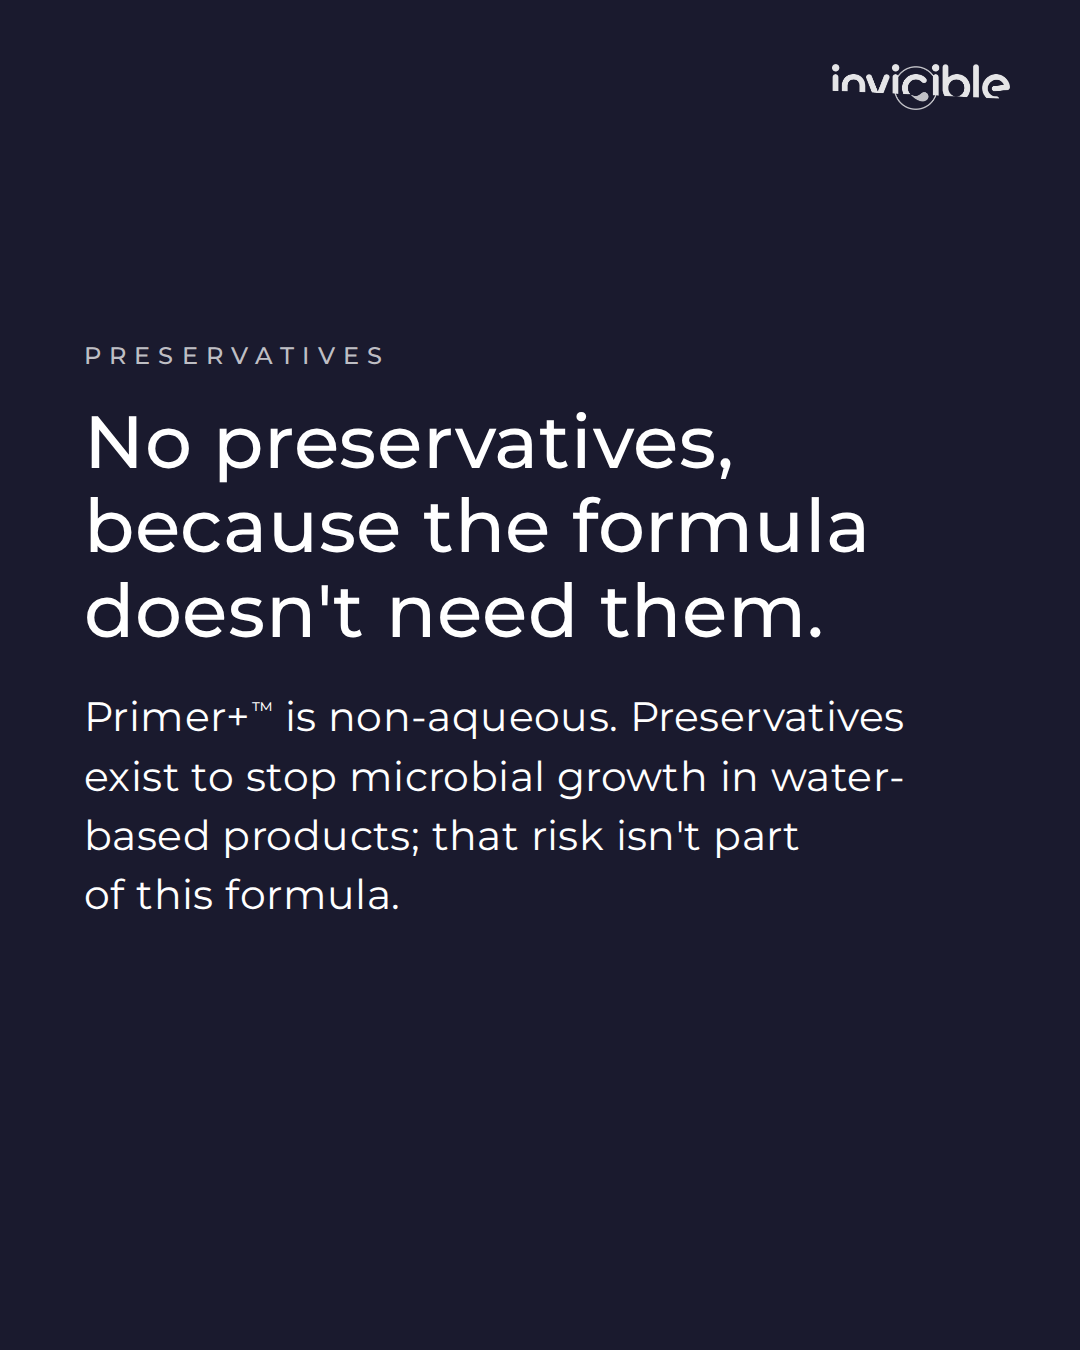 invicible
PRESERVATIVES
No preservatives,
because the formula
doesn't need them.
Primer+™ is non-aqueous. Preservatives
exist to stop microbial growth in water-
based products; that risk isn't part
of this formula.